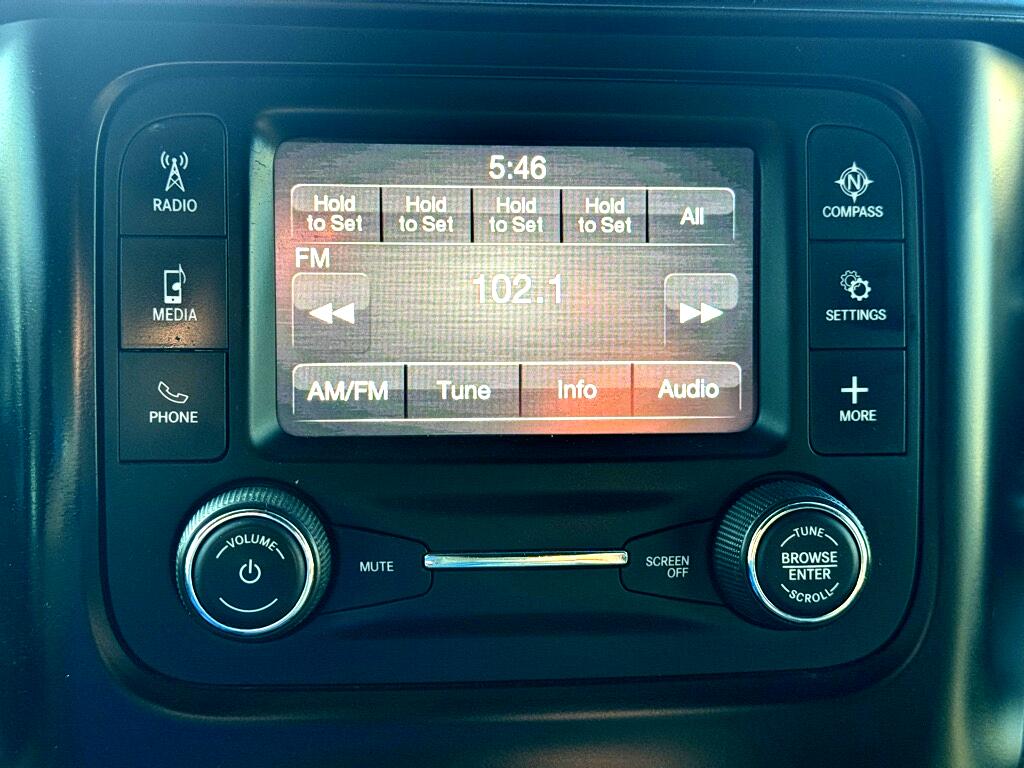 5:46
Hold to Set
Hold to Set
Hold to Set
Hold to Set
All
FM
102.1
AM/FM
Tune
Info
Audio
RADIO
MEDIA
PHONE
N
COMPASS
SETTINGS
MORE
VOLUME
MUTE
SCREEN
OFF
TUNE
BROWSE
ENTER
SCROLL